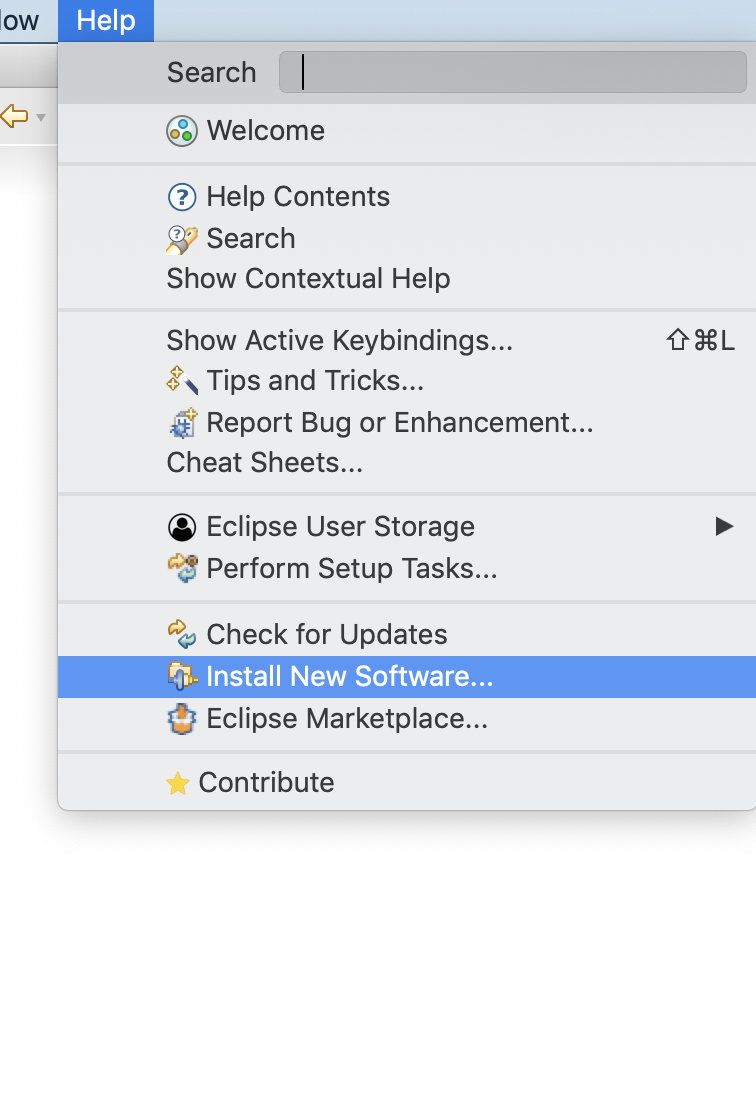 low Help
Search
Welcome
Help Contents
Search
Show Contextual Help
Show Active Keybindings... ⇧⌘L
Tips and Tricks...
Report Bug or Enhancement...
Cheat Sheets...
Eclipse User Storage
Perform Setup Tasks...
Check for Updates
Install New Software...
Eclipse Marketplace...
Contribute